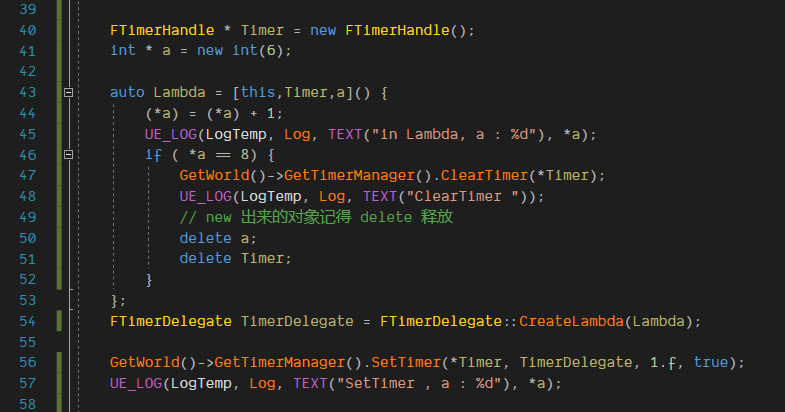 39
40 FTimerHandle * Timer = new FTimerHandle();
41 int * a = new int(6);
42
43 auto Lambda = [this,Timer,a]() {
44 (*a) = (*a) + 1;
45 UE_LOG(LogTemp, Log, TEXT("in Lambda, a : %d"), *a);
46 if ( *a == 8) {
47 GetWorld()->GetTimerManager().ClearTimer(*Timer);
48 UE_LOG(LogTemp, Log, TEXT("ClearTimer "));
49 // new 出来的对象记得 delete 释放
50 delete a;
51 delete Timer;
52 }
53 };
54 FTimerDelegate TimerDelegate = FTimerDelegate::CreateLambda(Lambda);
55
56 GetWorld()->GetTimerManager().SetTimer(*Timer, TimerDelegate, 1.f, true);
57 UE_LOG(LogTemp, Log, TEXT("SetTimer , a : %d"), *a);
58